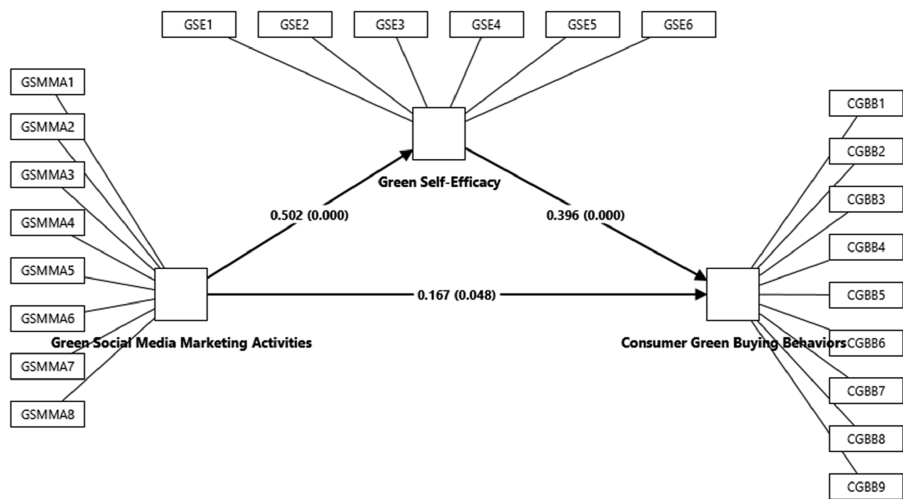 GSE1
GSE2
GSE3
GSE4
GSE5
GSE6
GSMMA1
GSMMA2
GSMMA3
GSMMA4
GSMMA5
GSMMA6
GSMMA7
GSMMA8
Green Self-Efficacy
0.502 (0.000)
0.396 (0.000)
0.167 (0.048)
Green Social Media Marketing Activities
Consumer Green Buying Behaviors
CGBB1
CGBB2
CGBB3
CGBB4
CGBB5
CGBB6
CGBB7
CGBB8
CGBB9